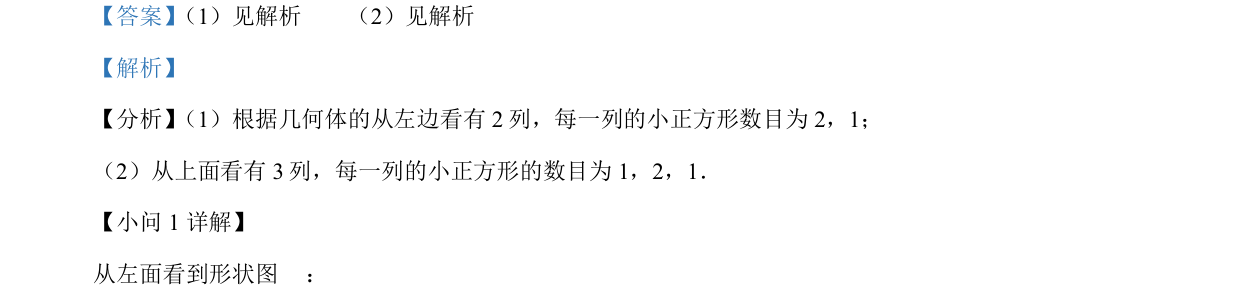 【答案】（1）见解析 （2）见解析
【解析】
【分析】（1）根据几何体的从左边看有 2 列，每一列的小正方形数目为 2，1；
（2）从上面看有 3 列，每一列的小正方形的数目为 1，2，1．
【小问 1 详解】
从左面看到形状图 ：